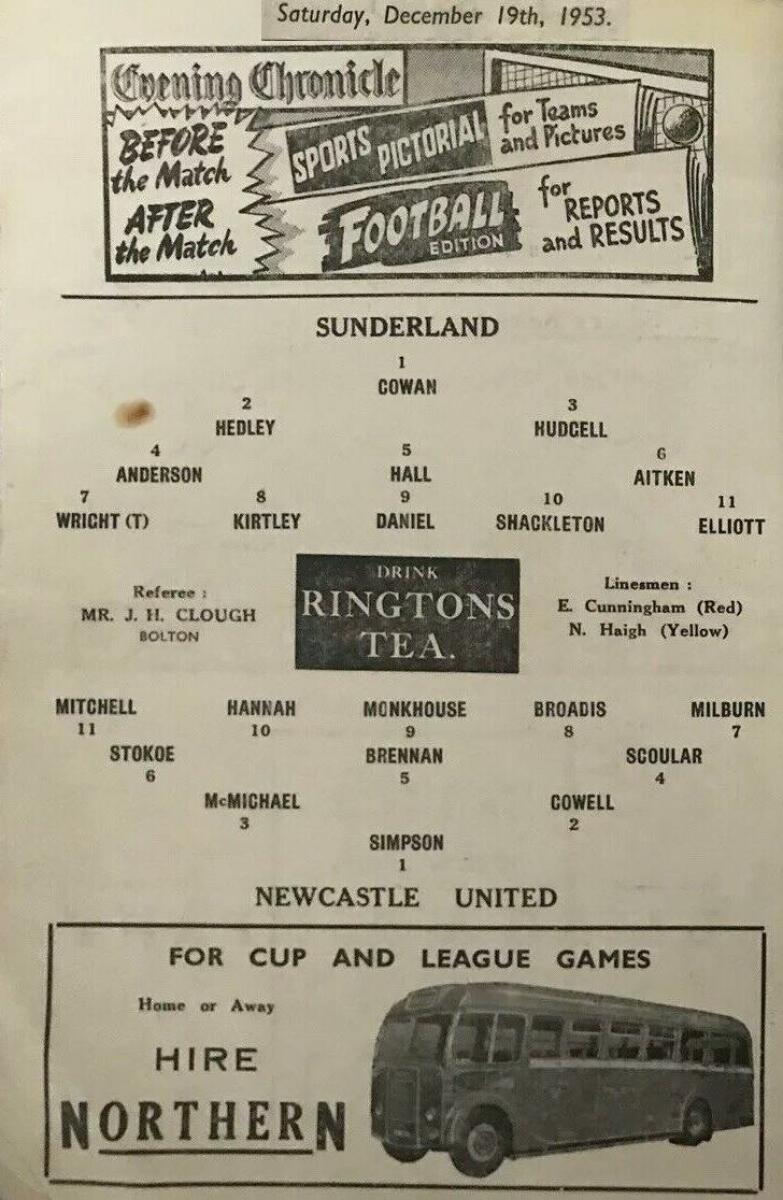 Saturday, December 19th, 1953.
Evening Chronicle
BEFORE
the Match
SPORTS PICTORIAL
for Teams
and Pictures
AFTER
the Match
FOOTBALL
EDITION
for
REPORTS
and RESULTS
SUNDERLAND
1
COWAN
2 3
HEDLEY HUDGELL
4 5 6
ANDERSON HALL AITKEN
7 8 9 10 11
WRIGHT (T) KIRTLEY DANIEL SHACKLETON ELLIOTT
Referee :
MR. J. H. CLOUGH
BOLTON
DRINK
RINGTONS
TEA.
Linesmen :
E. Cunningham (Red)
N. Haigh (Yellow)
MITCHELL HANNAH MONKHOUSE BROADIS MILBURN
11 10 9 8 7
STOKOE BRENNAN SCOULAR
6 5 4
McMICHAEL COWELL
3 2
SIMPSON
1
NEWCASTLE UNITED
FOR CUP AND LEAGUE GAMES
Home or Away
HIRE
NORTHERN